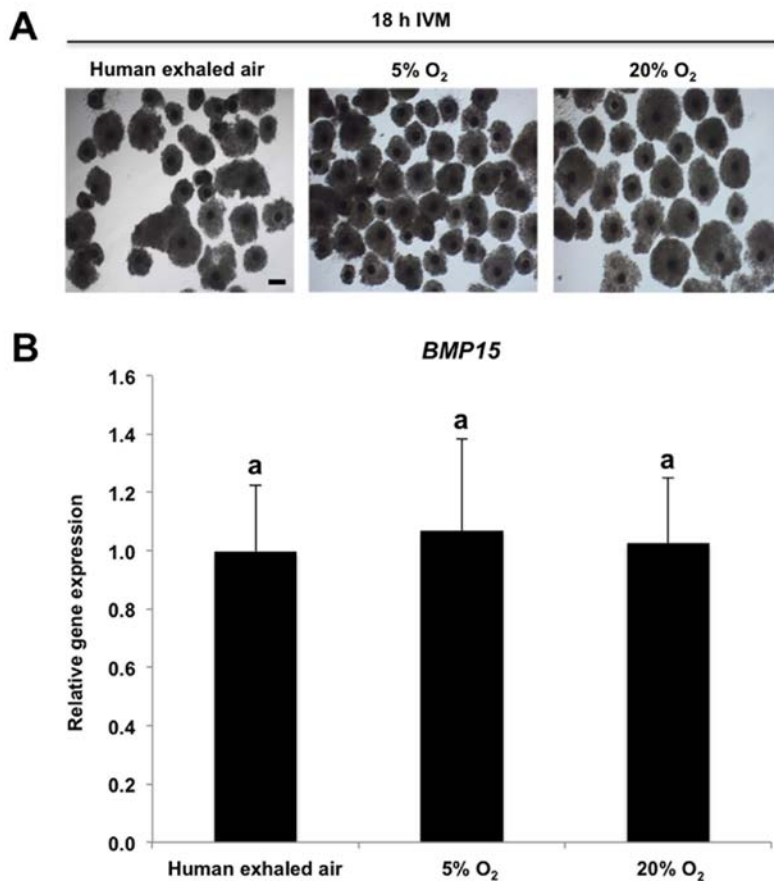 A
18 h IVM
Human exhaled air 5% O₂ 20% O₂
B
BMP15
Relative gene expression
1.6
1.4
1.2
1.0
0.8
0.6
0.4
0.2
0.0
a
a
a
Human exhaled air 5% O₂ 20% O₂